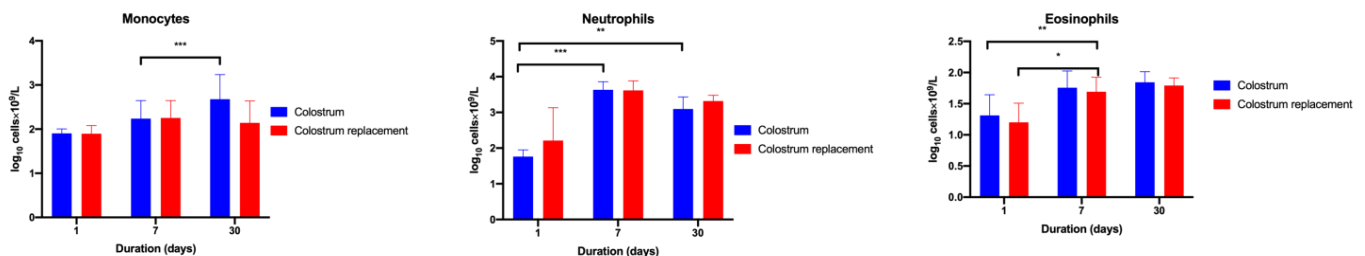 Monocytes
log10 cells×10⁹/L
4
3
2
1
0
***
1
7
30
Duration (days)
Colostrum
Colostrum replacement
Neutrophils
log10 cells×10⁹/L
5
4
3
2
1
0
**
***
1
7
30
Duration (days)
Colostrum
Colostrum replacement
Eosinophils
log10 cells×10⁹/L
2.5
2.0
1.5
1.0
0.5
0.0
**
*
1
7
30
Duration (days)
Colostrum
Colostrum replacement